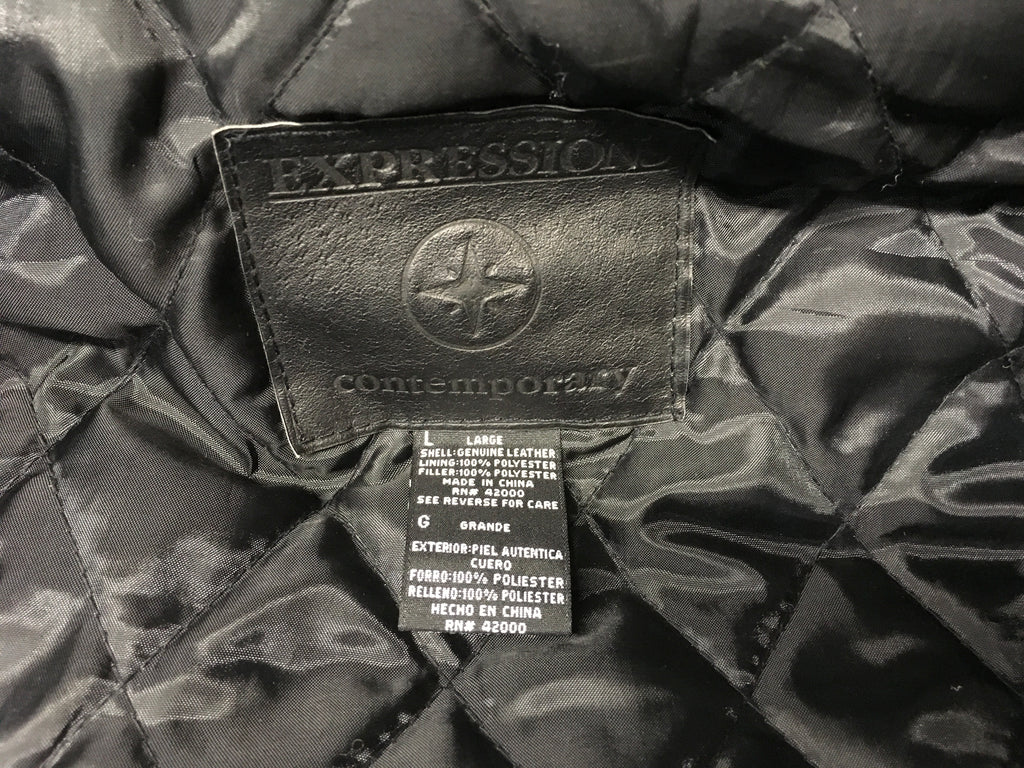 EXPRESSIONS
contemporary
L LARGE
SHELL:GENUINE LEATHER
LINING:100% POLYESTER
FILLER:100% POLYESTER
MADE IN CHINA
RN# 42000
SEE REVERSE FOR CARE
G GRANDE
EXTERIOR:PIEL AUTENTICA
CUERO
FORRO:100% POLIESTER
RELLENO:100% POLIESTER
HECHO EN CHINA
RN# 42000